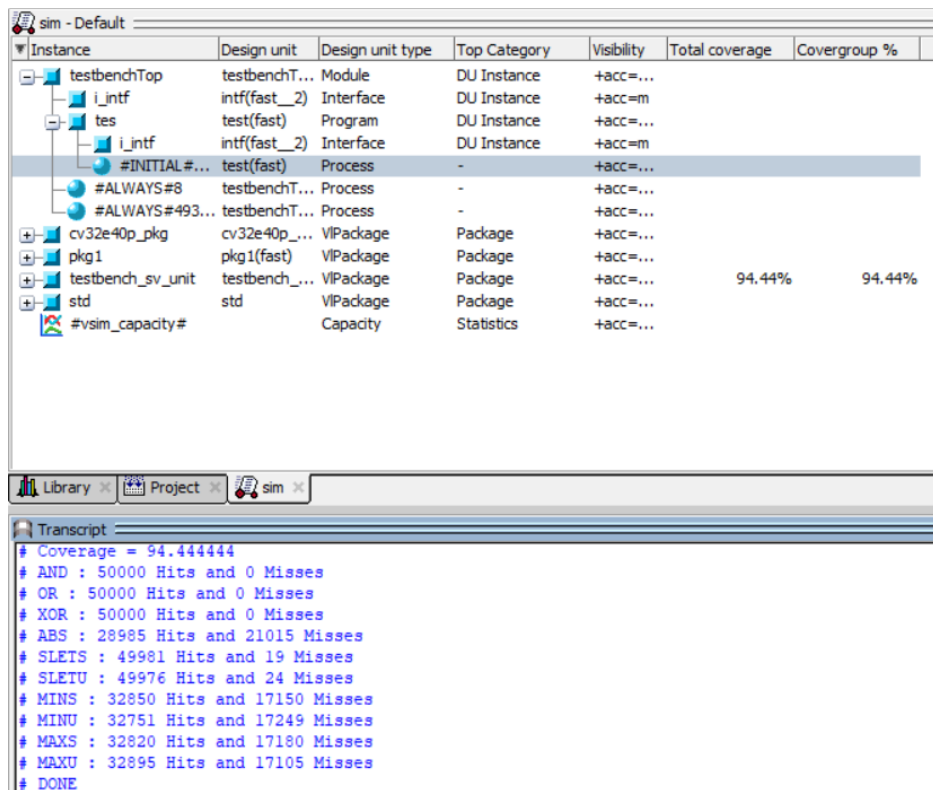 sim - Default
Instance Design unit Design unit type Top Category Visibility Total coverage Covergroup %
testbenchTop testbenchT... Module DU Instance +acc=...
i_intf intf(fast__2) Interface DU Instance +acc=m
tes test(fast) Program DU Instance +acc=...
i_intf intf(fast__2) Interface DU Instance +acc=m
#INITIAL#... test(fast) Process - +acc=...
#ALWAYS#8 testbenchT... Process - +acc=...
#ALWAYS#493... testbenchT... Process - +acc=...
cv32e40p_pkg cv32e40p_... VlPackage Package +acc=...
pkg1 pkg1(fast) VlPackage Package +acc=...
testbench_sv_unit testbench_... VlPackage Package +acc=... 94.44% 94.44%
std std VlPackage Package +acc=...
#vsim_capacity# Capacity Statistics +acc=...
Library Project sim
Transcript
# Coverage = 94.444444
# AND : 50000 Hits and 0 Misses
# OR : 50000 Hits and 0 Misses
# XOR : 50000 Hits and 0 Misses
# ABS : 28985 Hits and 21015 Misses
# SLETS : 49981 Hits and 19 Misses
# SLETU : 49976 Hits and 24 Misses
# MINS : 32850 Hits and 17150 Misses
# MINU : 32751 Hits and 17249 Misses
# MAXS : 32820 Hits and 17180 Misses
# MAXU : 32895 Hits and 17105 Misses
# DONE